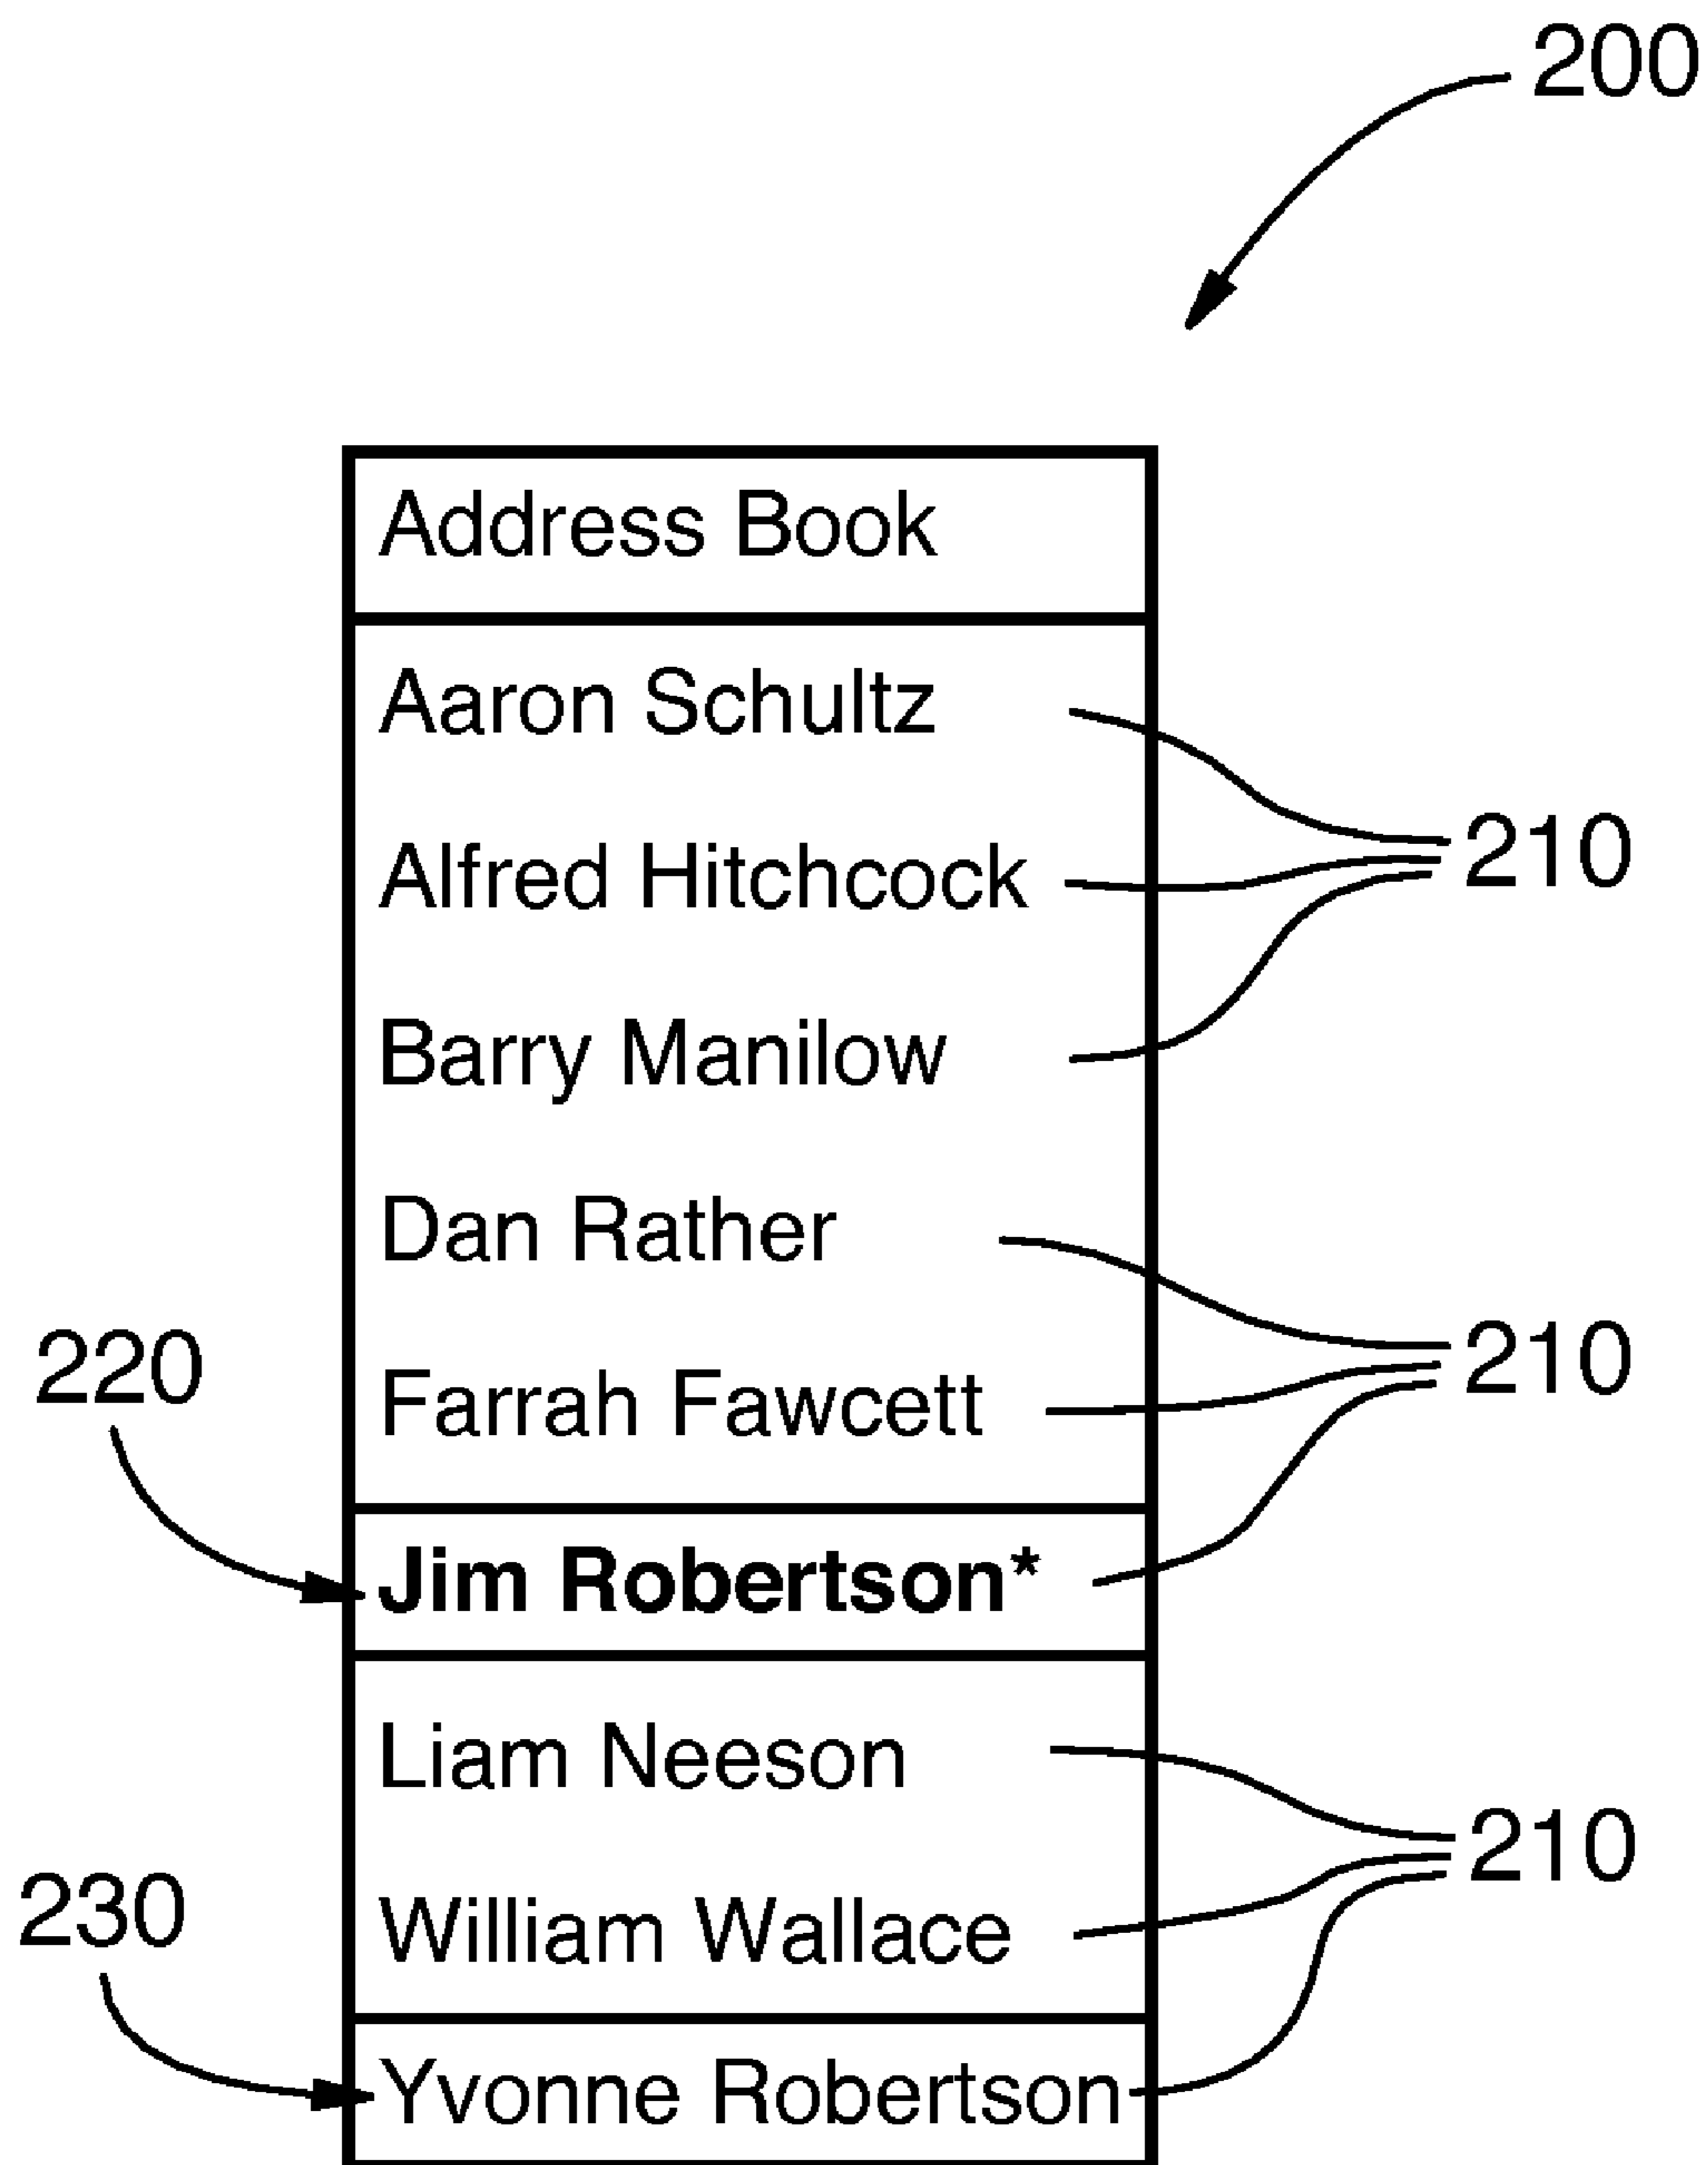 200
Address Book
Aaron Schultz
210
Alfred Hitchcock
Barry Manilow
Dan Rather
220
210
Farrah Fawcett
Jim Robertson*
Liam Neeson
210
230
William Wallace
Yvonne Robertson